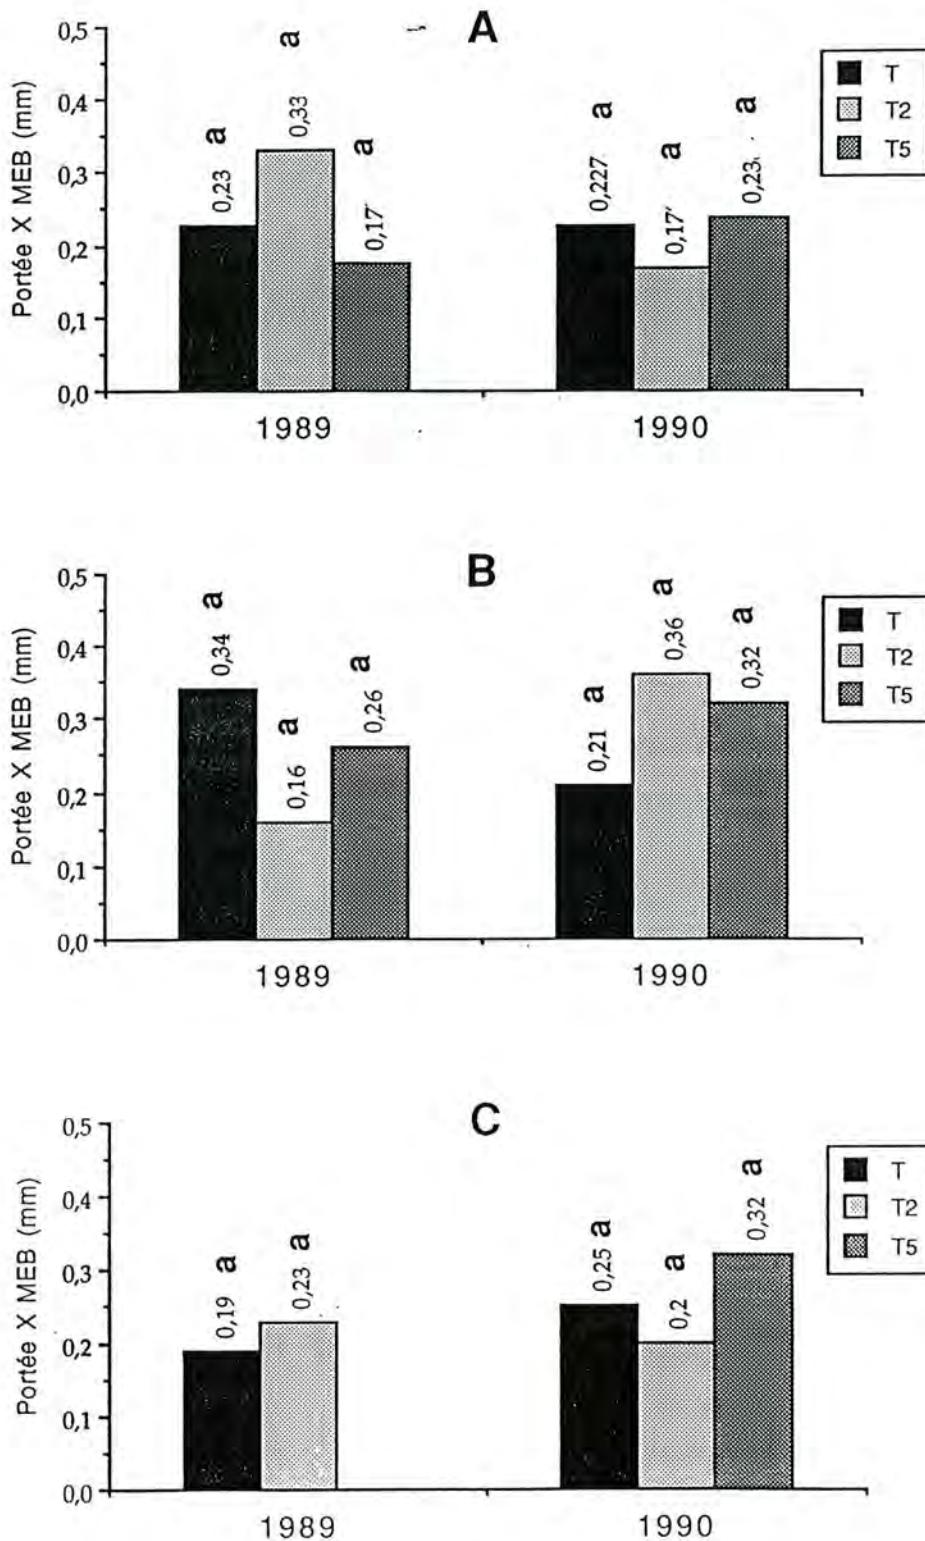 A
Portée X MEB (mm)
0,5
0,4
0,3
0,2
0,1
0,0
a a a a a a
0,23 0,33 0,17 0,227 0,17 0,23
1989 1990
T
T2
T5
B
Portée X MEB (mm)
0,5
0,4
0,3
0,2
0,1
0,0
a a a a a a
0,34 0,16 0,26 0,21 0,36 0,32
1989 1990
T
T2
T5
C
Portée X MEB (mm)
0,5
0,4
0,3
0,2
0,1
0,0
a a a a a
0,19 0,23 0,25 0,2 0,32
1989 1990
T
T2
T5